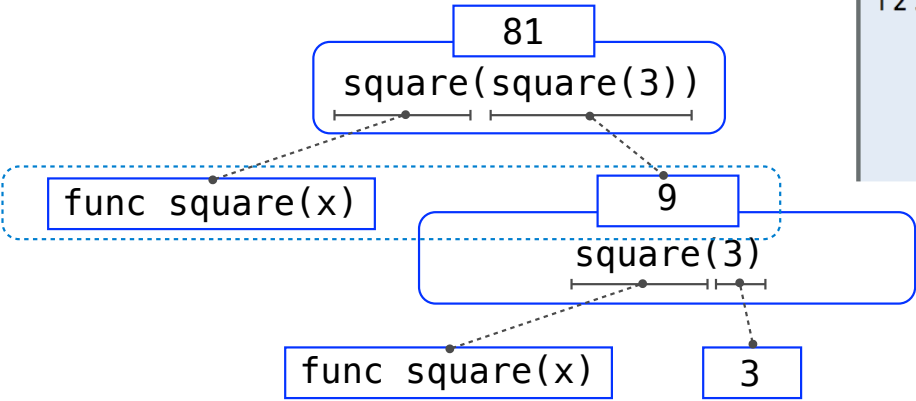 81
square(square(3))
func square(x)
9
square(3)
func square(x)
3